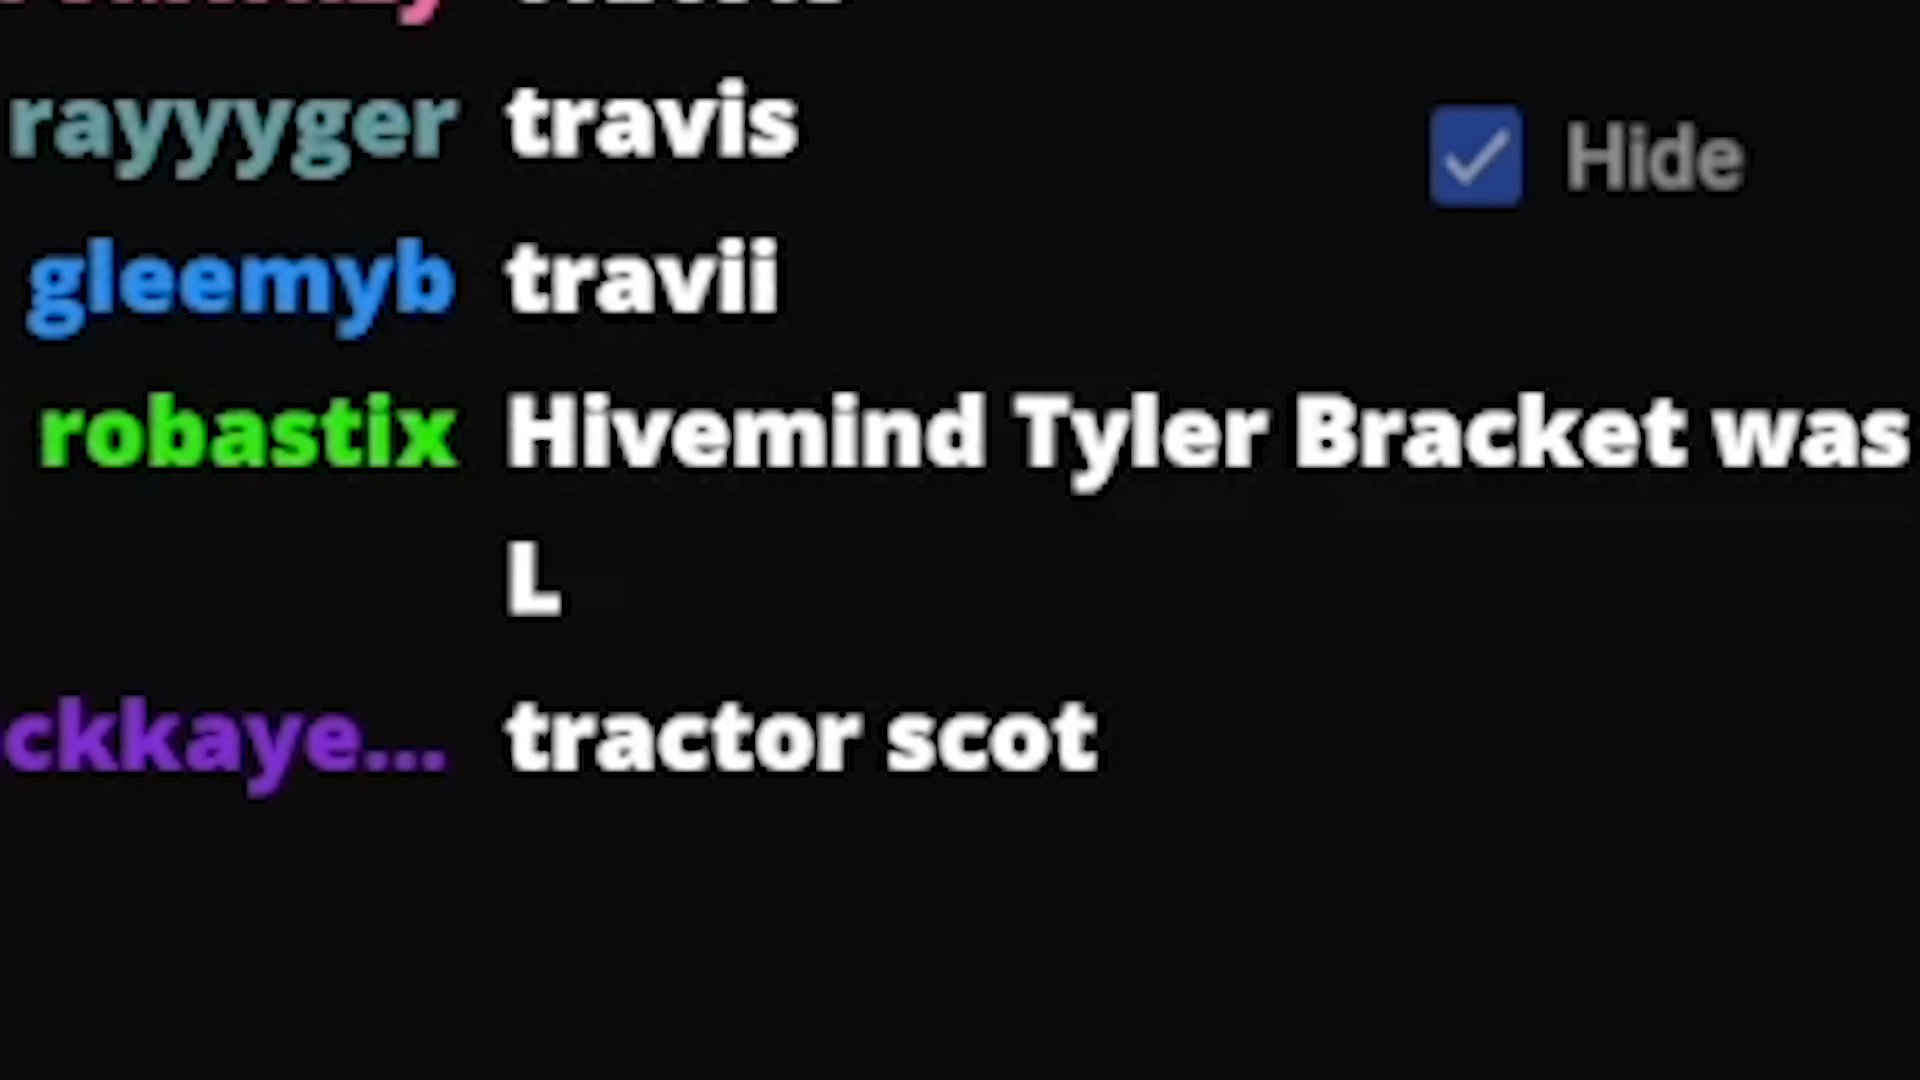 rayyyger travis
Hide
gleemyb travii
robastix Hivemind Tyler Bracket was
L
ckkaye... tractor scot